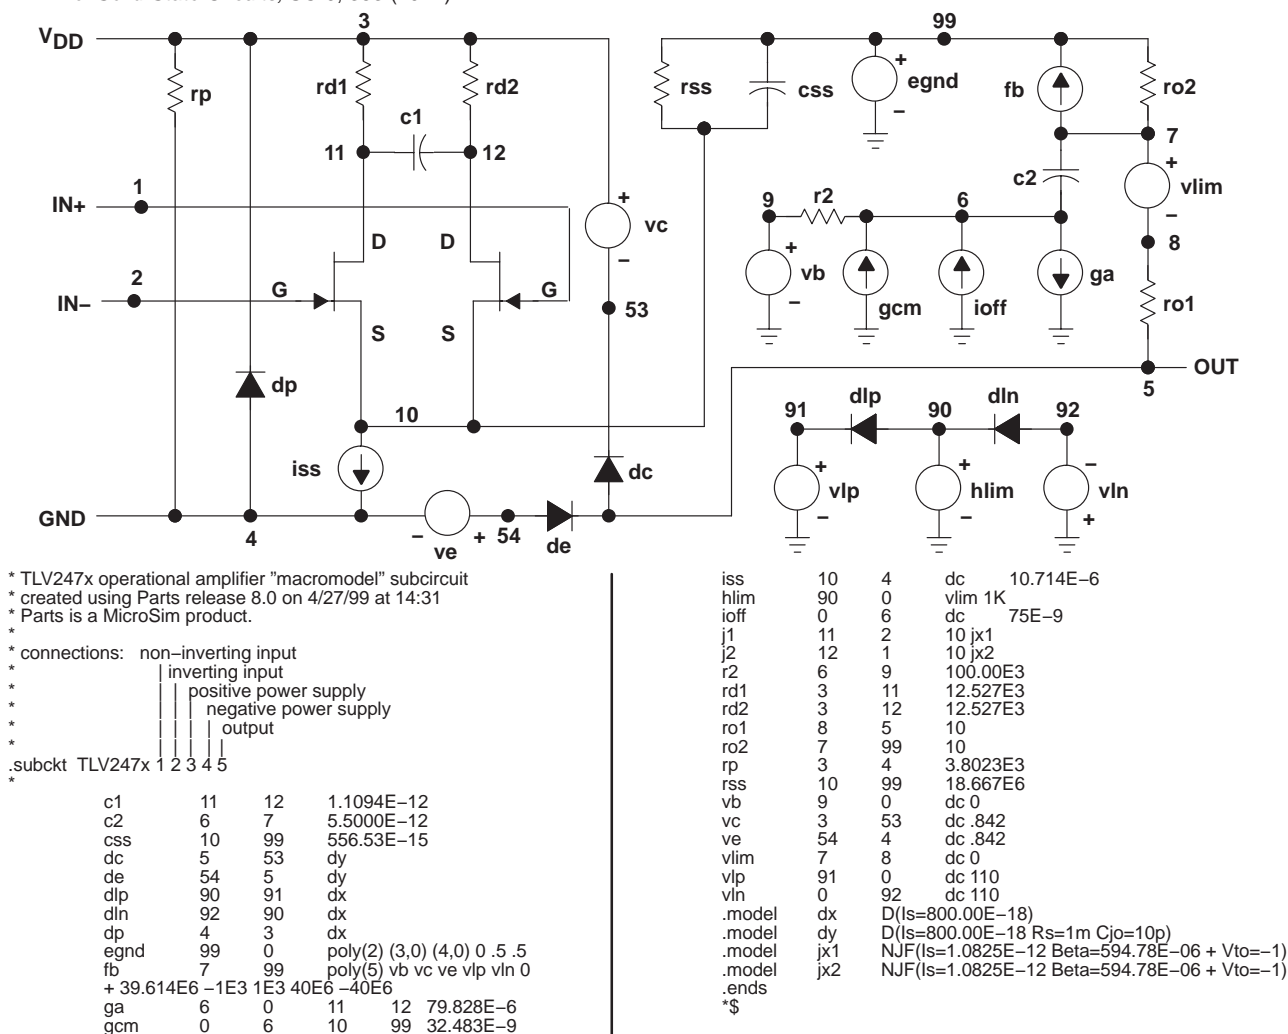 3
99
VDD
rp
rd1
rd2
c1
11
12
rss
css
egnd
+
−
fb
ro2
7
c2
+
vlim
−
8
1
IN+
2
IN−
D
D
G
G
S
S
+
vc
−
53
9
r2
6
+
vb
−
gcm
ioff
ga
ro1
OUT
5
dp
10
iss
dc
GND
4
−
ve
+
54
de
91
dlp
90
dln
92
+
vlp
−
+
hlim
−
−
vln
+
* TLV247x operational amplifier ”macromodel” subcircuit
* created using Parts release 8.0 on 4/27/99 at 14:31
* Parts is a MicroSim product.
*
* connections: non−inverting input
* | inverting input
* | | positive power supply
* | | | negative power supply
* | | | | output
* | | | | |
.subckt TLV247x 1 2 3 4 5
*
c1 11 12 1.1094E−12
c2 6 7 5.5000E−12
css 10 99 556.53E−15
dc 5 53 dy
de 54 5 dy
dlp 90 91 dx
dln 92 90 dx
dp 4 3 dx
egnd 99 0 poly(2) (3,0) (4,0) 0 .5 .5
fb 7 99 poly(5) vb vc ve vlp vln 0
+ 39.614E6 −1E3 1E3 40E6 −40E6
ga 6 0 11 12 79.828E−6
gcm 0 6 10 99 32.483E−9
iss 10 4 dc 10.714E−6
hlim 90 0 vlim 1K
ioff 0 6 dc 75E−9
j1 11 2 10 jx1
j2 12 1 10 jx2
r2 6 9 100.00E3
rd1 3 11 12.527E3
rd2 3 12 12.527E3
ro1 8 5 10
ro2 7 99 10
rp 3 4 3.8023E3
rss 10 99 18.667E6
vb 9 0 dc 0
vc 3 53 dc .842
ve 54 4 dc .842
vlim 7 8 dc 0
vlp 91 0 dc 110
vln 0 92 dc 110
.model dx D(Is=800.00E−18)
.model dy D(Is=800.00E−18 Rs=1m Cjo=10p)
.model jx1 NJF(Is=1.0825E−12 Beta=594.78E−06 + Vto=−1)
.model jx2 NJF(Is=1.0825E−12 Beta=594.78E−06 + Vto=−1)
.ends
*$